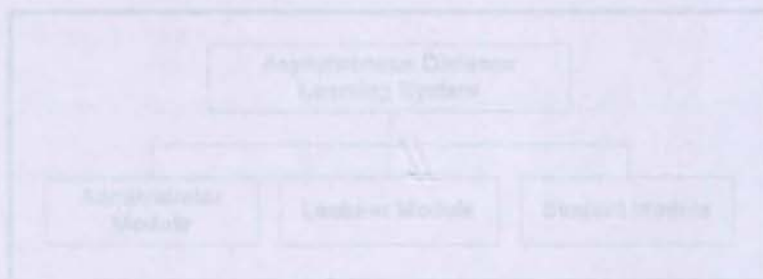 Asynchronous Distance
Learning System
Administrator
Module
Lecturer Module
Student Module